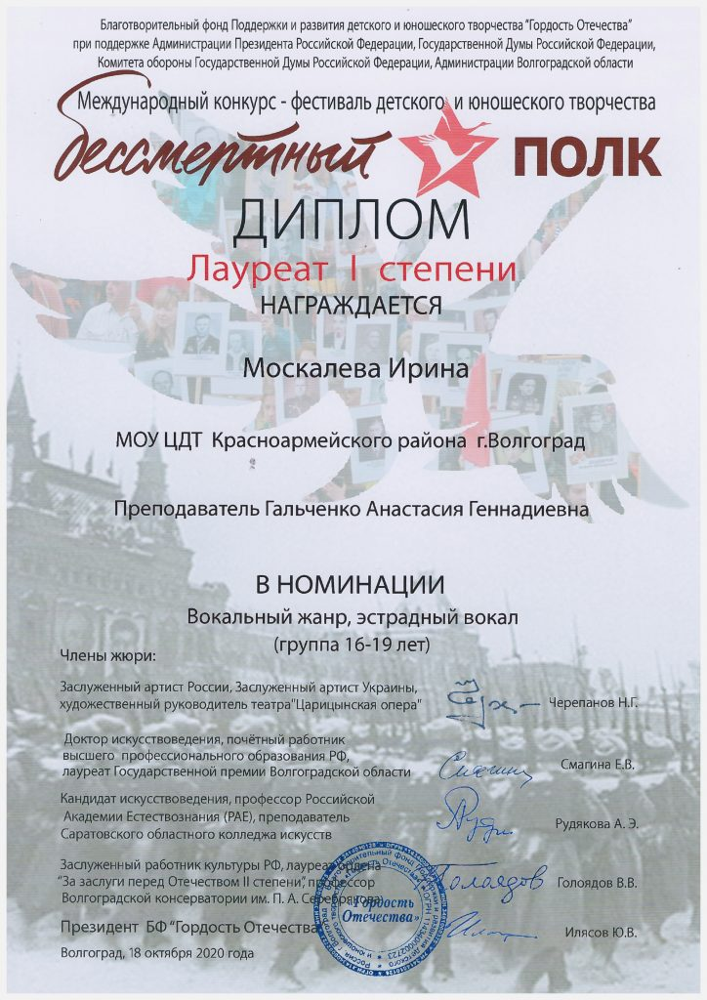 Благотворительный фонд Поддержки и развития детского и юношеского творчества "Гордость Отечества"
при поддержке Администрации Президента Российской Федерации, Государственной Думы Российской Федерации,
Комитета обороны Государственной Думы Российской Федерации, Администрации Волгоградской области
Международный конкурс - фестиваль детского и юношеского творчества
бессмертный ПОЛК
ДИПЛОМ
Лауреат I степени
НАГРАЖДАЕТСЯ
Москалева Ирина
МОУ ЦДТ Красноармейского района г.Волгоград
Преподаватель Гальченко Анастасия Геннадиевна
В НОМИНАЦИИ
Вокальный жанр, эстрадный вокал
(группа 16-19 лет)
Члены жюри:
Заслуженный артист России, Заслуженный артист Украины,
художественный руководитель театра"Царицынская опера"
Черепанов Н.Г.
Доктор искусствоведения, почётный работник
высшего профессионального образования РФ,
лауреат Государственной премии Волгоградской области
Смагина Е.В.
Кандидат искусствоведения, профессор Российской
Академии Естествознания (РАЕ), преподаватель
Саратовского областного колледжа искусств
Рудякова А. Э.
Заслуженный работник культуры РФ, лауреат ордена
"За заслуги перед Отечеством II степени", профессор
Волгоградской консерватории им. П. А. Серебрякова)
Голоядов
Голоядов В.В.
"Гордость
Отечества"
Президент БФ "Гордость Отечества
Илясов Ю.В.
Волгоград, 18 октября 2020 года